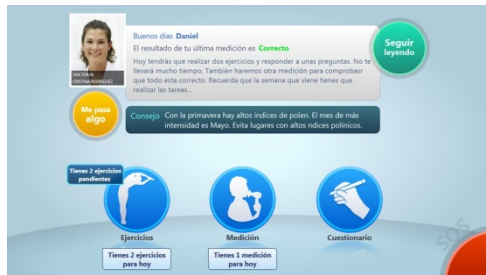 Buenos días Daniel
El resultado de tu última medición es Correcto
Hoy tendrás que realizar dos ejercicios y responder a unas preguntas. No te
llevará mucho tiempo. También haremos otra medición para comprobar
que todo esta correcto. Recuerda que la semana que viene tienes que
realizar las tareas...
Seguir
leyendo
DOCTOR/A:
CRISTINA RODRÍGUEZ
Me pasa
algo
Consejo Con la primavera hay altos indices de polen. El mes de más
intensidad es Mayo. Evita lugares con altos ndices polínicos.
Tienes 2 ejercicios
pendientes
Ejercicios
Medición
Cuestionario
Tienes 2 ejercicios
para hoy
Tienes 1 medición
para hoy
SOS